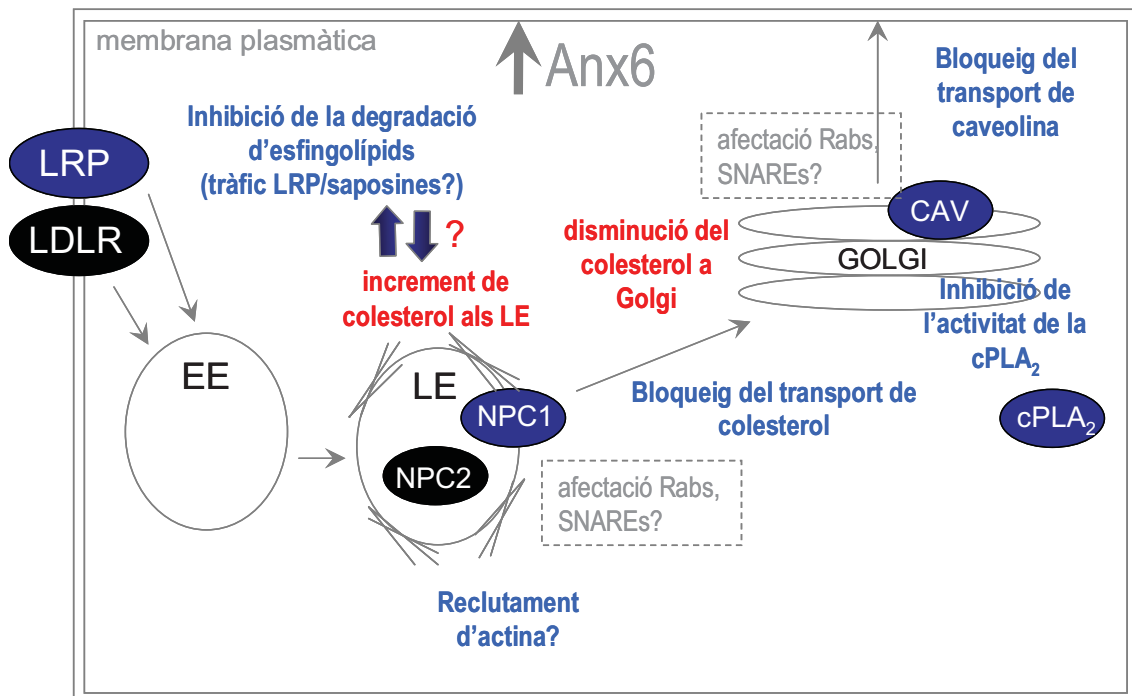 membrana plasmàtica
Anx6
Inhibició de la degradació
d'esfingolípids
(tràfic LRP/saposines?)
Bloqueig del
transport de
caveolina
afectació Rabs,
SNAREs?
LRP
LDLR
CAV
GOLGI
?
increment de
colesterol als LE
disminució del
colesterol a
Golgi
Inhibició de
l'activitat de la
cPLA₂
EE
LE
NPC1
NPC2
Bloqueig del transport de
colesterol
cPLA₂
afectació Rabs,
SNAREs?
Reclutament
d'actina?